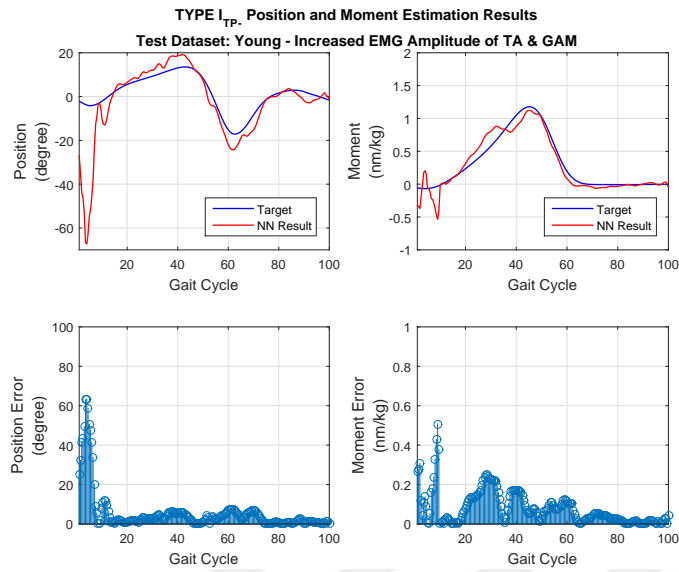 TYPE I_TP- Position and Moment Estimation Results
Test Dataset: Young - Increased EMG Amplitude of TA & GAM
20
0
-20
-40
-60
Position
(degree)
Target
NN Result
20 40 60 80 100
Gait Cycle
2
1.5
1
0.5
0
-0.5
-1
Moment
(nm/kg)
Target
NN Result
20 40 60 80 100
Gait Cycle
100
80
60
40
20
0
Position Error
(degree)
20 40 60 80 100
Gait Cycle
1
0.8
0.6
0.4
0.2
0
Moment Error
(nm/kg)
20 40 60 80 100
Gait Cycle